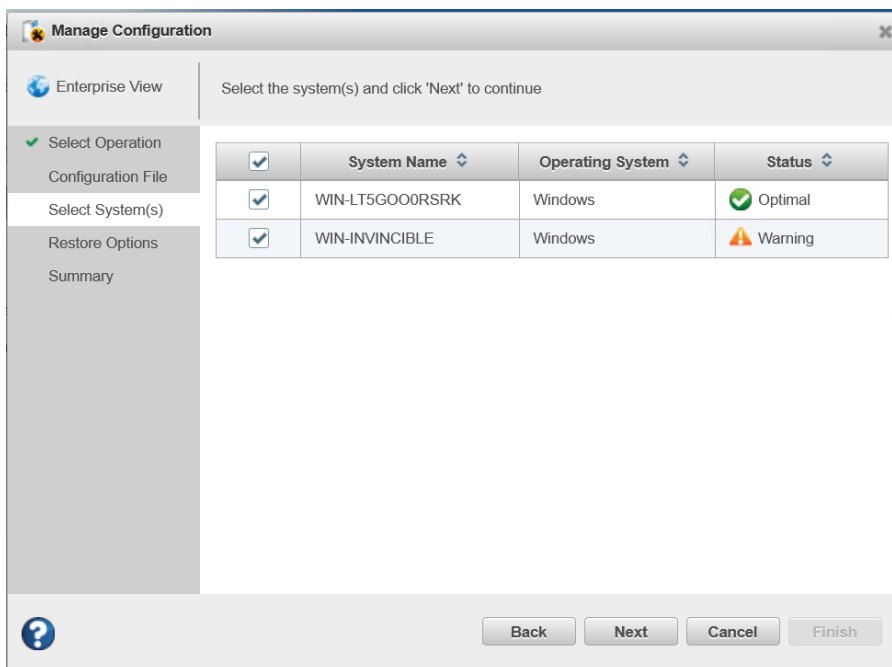 Manage Configuration
Enterprise View
Select the system(s) and click 'Next' to continue
Select Operation
Configuration File
Select System(s)
Restore Options
Summary
System Name Operating System Status
WIN-LT5GOO0RSRK Windows Optimal
WIN-INVINCIBLE Windows Warning
? Back Next Cancel Finish